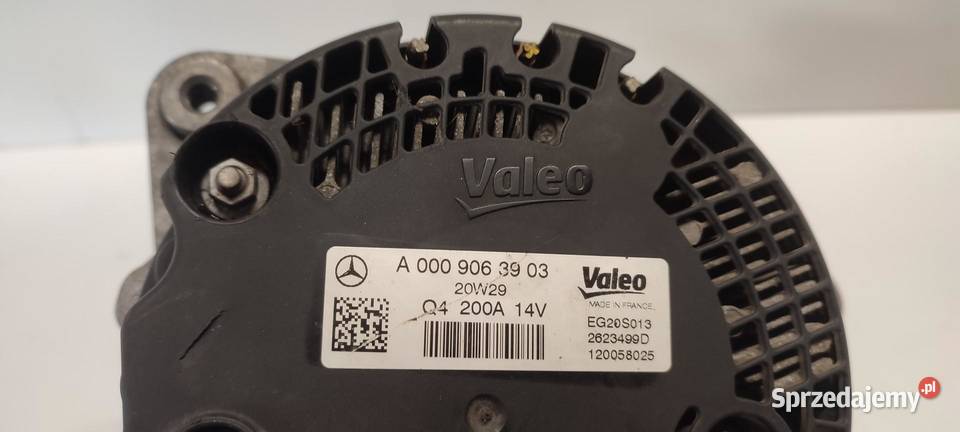 Valeo
A 000 906 39 03
20W29
Q4 200A 14V
Valeo
MADE IN FRANCE
EG20S013
2623499D
120058025
Sprzedajemy.pl